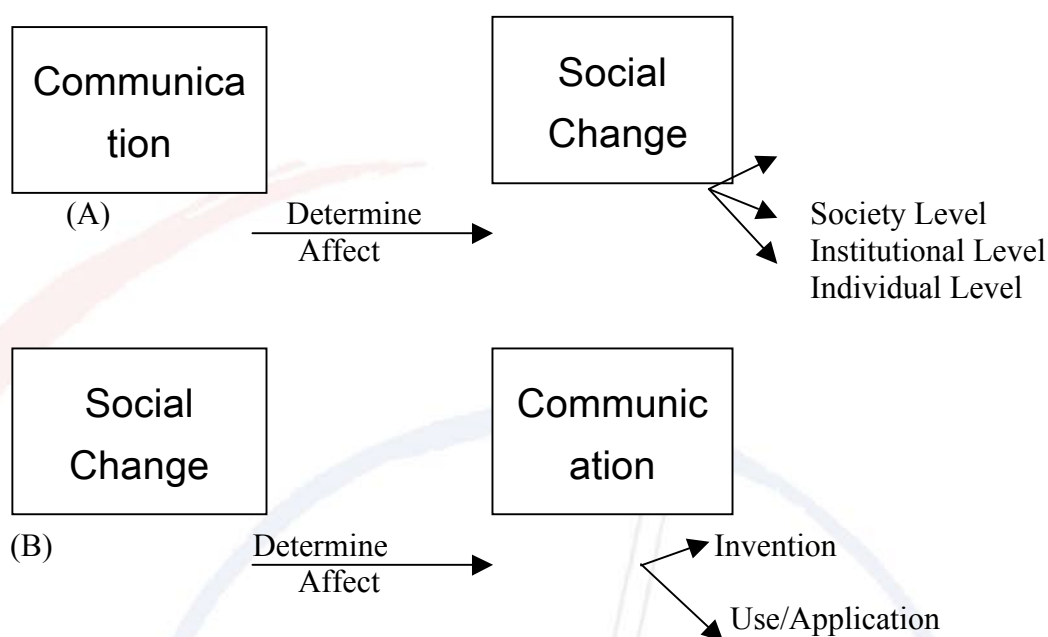 Communica
tion
Social
Change
(A)
Determine
Affect
Society Level
Institutional Level
Individual Level
Social
Change
Communic
ation
(B)
Determine
Affect
Invention
Use/Application